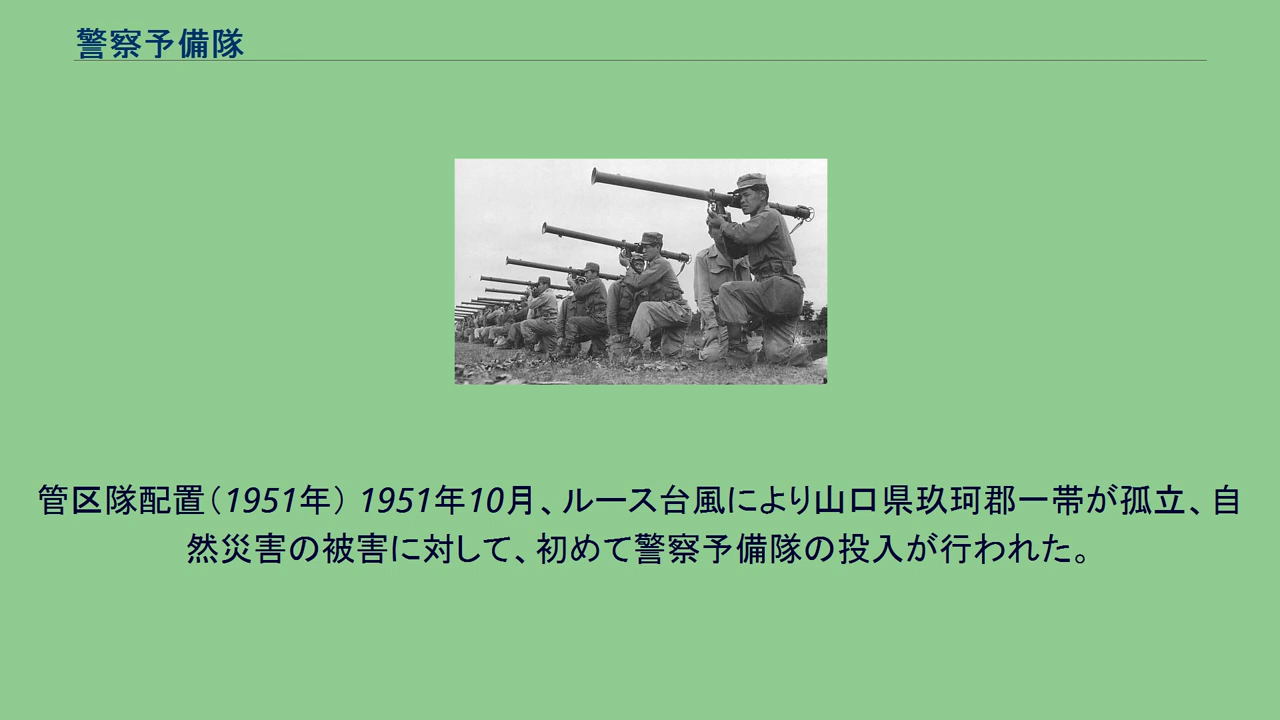 警察予備隊
管区隊配置（1951年） 1951年10月、ルース台風により山口県玖珂郡一帯が孤立、自
然災害の被害に対して、初めて警察予備隊の投入が行われた。